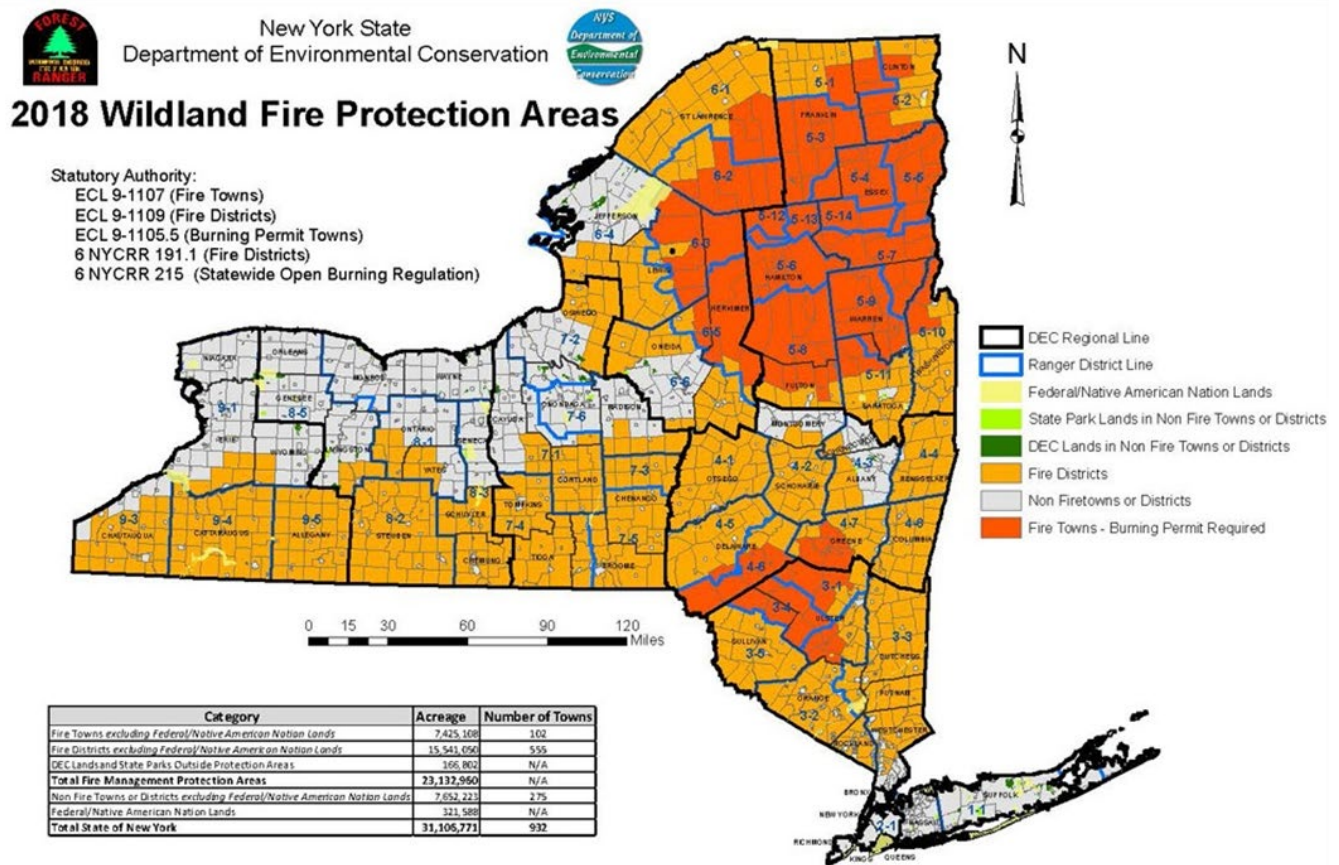 FOREST
RANGER
New York State
Department of Environmental Conservation
NYS
Department of
Environmental
Conservation
N
2018 Wildland Fire Protection Areas
Statutory Authority:
ECL 9-1107 (Fire Towns)
ECL 9-1109 (Fire Districts)
ECL 9-1105.5 (Burning Permit Towns)
6 NYCRR 191.1 (Fire Districts)
6 NYCRR 215 (Statewide Open Burning Regulation)
CLINTON
6-1
5-1
5-2
ST LAWRENCE
FRANKLIN
5-3
6-2
5-4
5-5
ESSEX
JEFFERSON
6-4
5-12
5-13
5-14
6-3
LEWIS
5-6
5-7
HAMILTON
HERKIMER
5-9
WARREN
OSWEGO
6-5
5-10
ONEIDA
5-8
WASHINGTON
7-2
5-11
FULTON
6-6
SARATOGA
NIAGARA
ORLEANS
MONROE
WAYNE
9-1
GENESEE
8-5
ONTARIO
8-1
CAYUGA
ONONDAGA
7-6
MADISON
MONTGOMERY
ERIE
WYOMING
LIVINGSTON
SENECA
YATES
7-1
7-3
4-1
4-2
4-3
4-4
CORTLAND
OTSEGO
SCHOHARIE
ALBANY
RENSSELAER
8-3
SCHUYLER
TOMPKINS
CHENANGO
9-3
9-4
9-5
8-2
7-4
7-5
4-5
4-7
4-8
CHAUTAUQUA
CATTARAUGUS
ALLEGANY
STEUBEN
CHEMUNG
TIOGA
BROOME
DELAWARE
GREENE
COLUMBIA
4-6
3-1
3-4
ULSTER
SULLIVAN
3-5
3-3
DUTCHESS
ORANGE
PUTNAM
3-2
WESTCHESTER
ROCKLAND
BRONX
NEW YORK
NASSAU
SUFFOLK
1-1
2-1
RICHMOND
KINGS
QUEENS
DEC Regional Line
Ranger District Line
Federal/Native American Nation Lands
State Park Lands in Non Fire Towns or Districts
DEC Lands in Non Fire Towns or Districts
Fire Districts
Non Firetowns or Districts
Fire Towns - Burning Permit Required
0 15 30 60 90 120
Miles
Category Acreage Number of Towns
Fire Towns excluding Federal/Native American Nation Lands 7,425,108 102
Fire Districts excluding Federal/Native American Nation Lands 15,541,050 555
DEC Lands and State Parks Outside Protection Areas 166,802 N/A
Total Fire Management Protection Areas 23,132,960 N/A
Non Fire Towns or Districts excluding Federal/Native American Nation Lands 7,652,223 275
Federal/Native American Nation Lands 321,588 N/A
Total State of New York 31,106,771 932